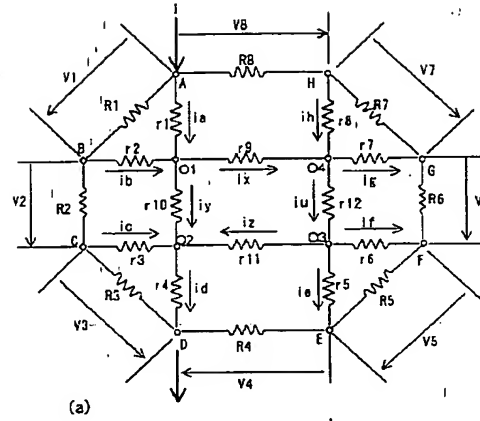 I V8
A R8 H
V1 R1 r1 ia ih r8 R7 V7
B r2 O1 r9 O4 r7 G
ib ix ig
V2 R2 r10 iy iu r12 R6 V
ic iz if
C r3 O2 r11 O3 r6 F
R3 r4 id ie r5 R5
V3 D R4 E V5
V4
(a)